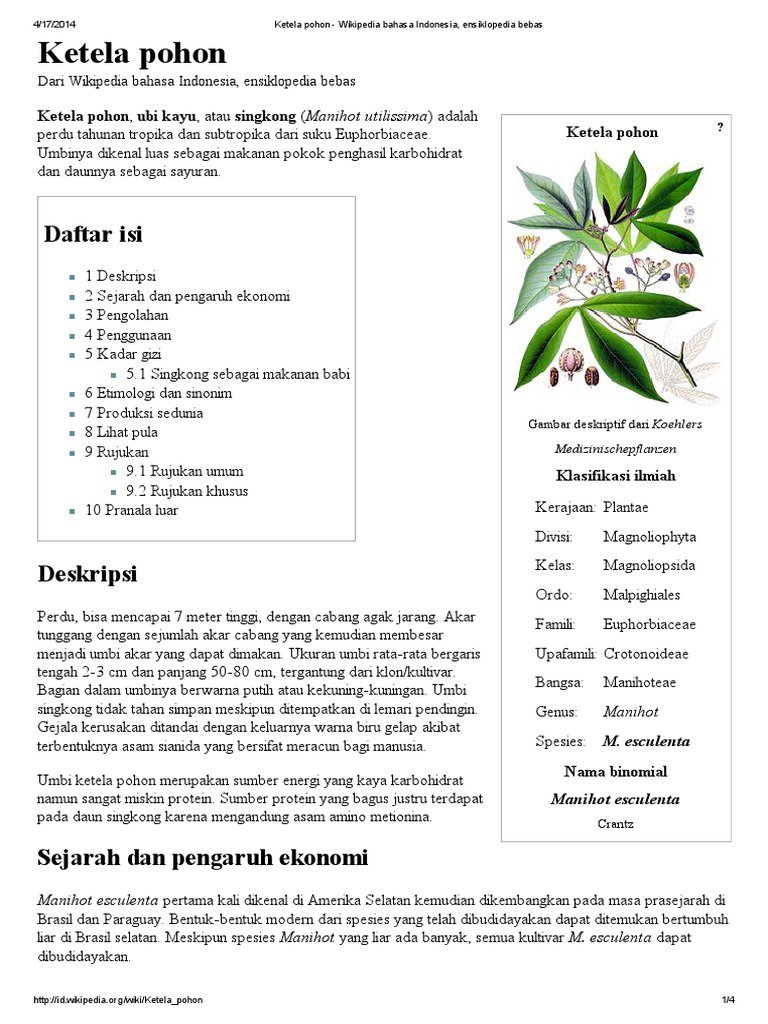 4/17/2014
Ketela pohon - Wikipedia bahasa Indonesia, ensiklopedia bebas
Ketela pohon
Dari Wikipedia bahasa Indonesia, ensiklopedia bebas
Ketela pohon, ubi kayu, atau singkong (Manihot utilissima) adalah
perdu tahunan tropika dan subtropika dari suku Euphorbiaceae.
Umbinya dikenal luas sebagai makanan pokok penghasil karbohidrat
dan daunnya sebagai sayuran.
Daftar isi
1 Deskripsi
2 Sejarah dan pengaruh ekonomi
3 Pengolahan
4 Penggunaan
5 Kadar gizi
5.1 Singkong sebagai makanan babi
6 Etimologi dan sinonim
7 Produksi sedunia
8 Lihat pula
9 Rujukan
9.1 Rujukan umum
9.2 Rujukan khusus
10 Pranala luar
Ketela pohon
?
Gambar deskriptif dari Koehlers
Medizinischepflanzen
Klasifikasi ilmiah
Kerajaan: Plantae
Divisi: Magnoliophyta
Kelas: Magnoliopsida
Ordo: Malpighiales
Famili: Euphorbiaceae
Upafamili: Crotonoideae
Bangsa: Manihoteae
Genus: Manihot
Spesies: M. esculenta
Nama binomial
Manihot esculenta
Crantz
Deskripsi
Perdu, bisa mencapai 7 meter tinggi, dengan cabang agak jarang. Akar
tunggang dengan sejumlah akar cabang yang kemudian membesar
menjadi umbi akar yang dapat dimakan. Ukuran umbi rata-rata bergaris
tengah 2-3 cm dan panjang 50-80 cm, tergantung dari klon/kultivar.
Bagian dalam umbinya berwarna putih atau kekuning-kuningan. Umbi
singkong tidak tahan simpan meskipun ditempatkan di lemari pendingin.
Gejala kerusakan ditandai dengan keluarnya warna biru gelap akibat
terbentuknya asam sianida yang bersifat meracun bagi manusia.
Umbi ketela pohon merupakan sumber energi yang kaya karbohidrat
namun sangat miskin protein. Sumber protein yang bagus justru terdapat
pada daun singkong karena mengandung asam amino metionina.
Sejarah dan pengaruh ekonomi
Manihot esculenta pertama kali dikenal di Amerika Selatan kemudian dikembangkan pada masa prasejarah di
Brasil dan Paraguay. Bentuk-bentuk modern dari spesies yang telah dibudidayakan dapat ditemukan bertumbuh
liar di Brasil selatan. Meskipun spesies Manihot yang liar ada banyak, semua kultivar M. esculenta dapat
dibudidayakan.
http://id.wikipedia.org/wiki/Ketela_pohon
1/4